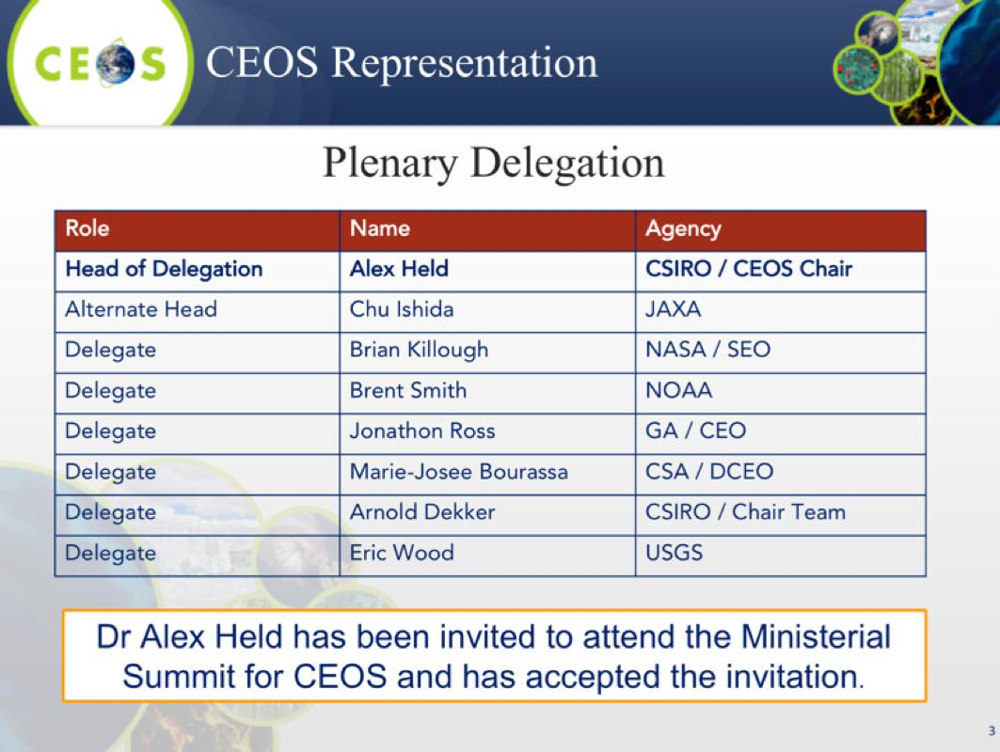 CEOS
CEOS Representation
Plenary Delegation
Role Name Agency
Head of Delegation Alex Held CSIRO / CEOS Chair
Alternate Head Chu Ishida JAXA
Delegate Brian Killough NASA / SEO
Delegate Brent Smith NOAA
Delegate Jonathon Ross GA / CEO
Delegate Marie-Josee Bourassa CSA / DCEO
Delegate Arnold Dekker CSIRO / Chair Team
Delegate Eric Wood USGS
Dr Alex Held has been invited to attend the Ministerial
Summit for CEOS and has accepted the invitation.
3